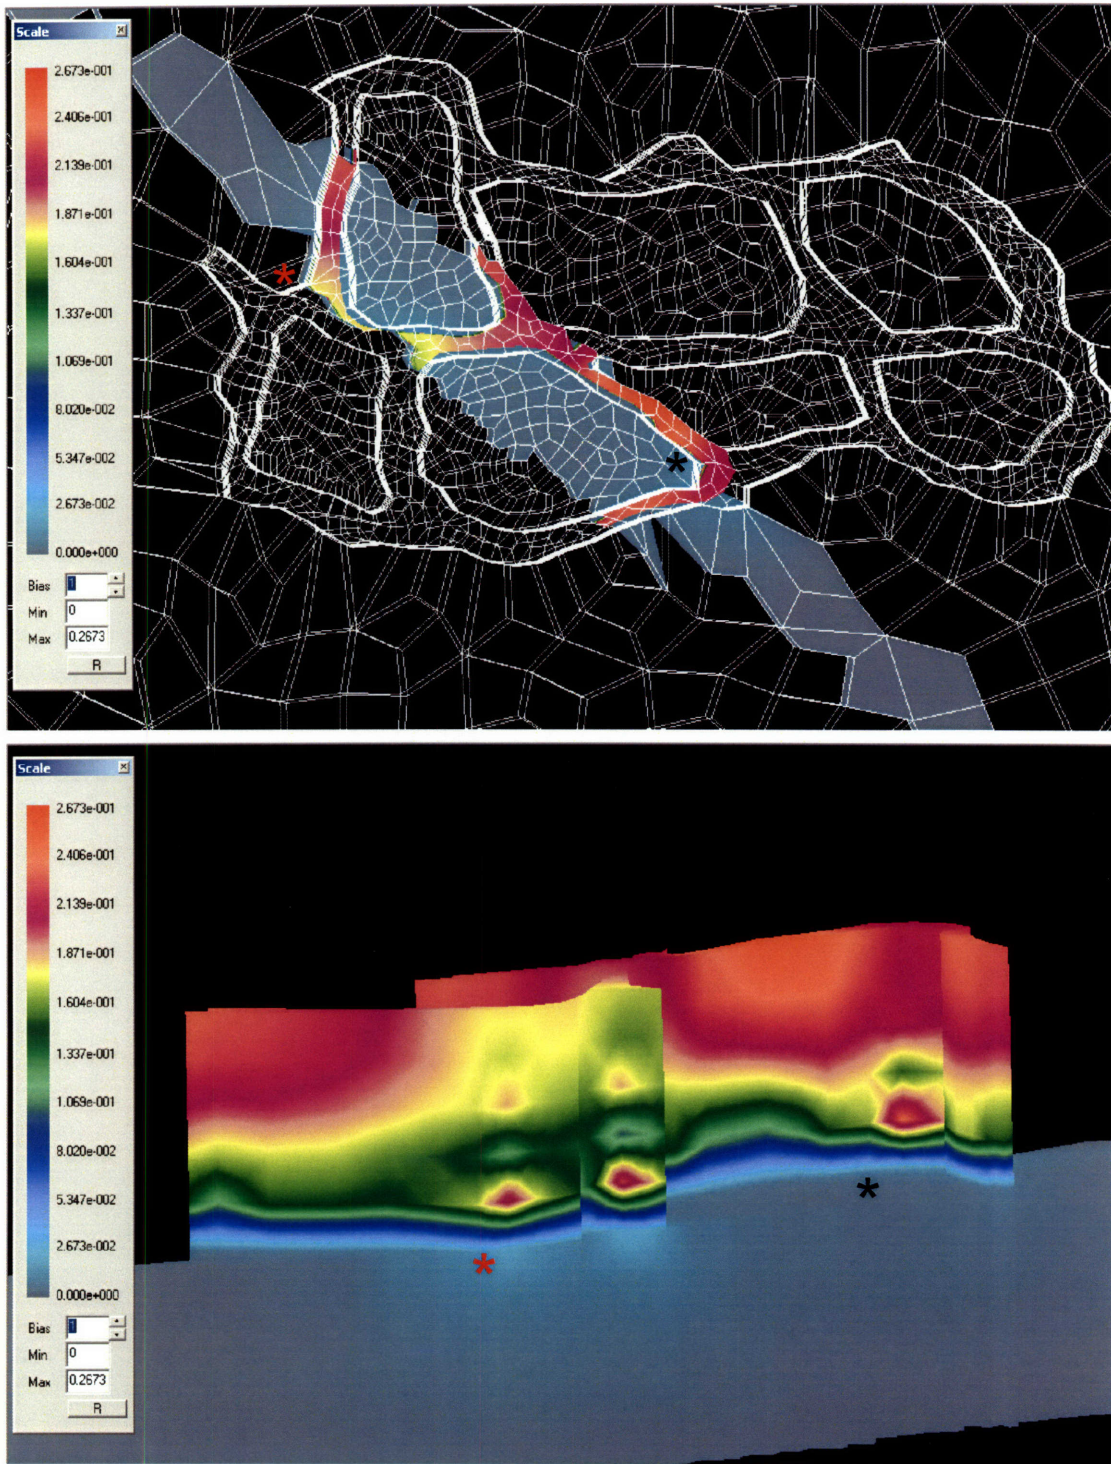 Scale
2.673e-001
2.406e-001
2.139e-001
1.871e-001
1.604e-001
1.337e-001
1.069e-001
8.020e-002
5.347e-002
2.673e-002
0.000e+000
Bias 1
Min 0
Max 0.2673
R
*
*
Scale
2.673e-001
2.406e-001
2.139e-001
1.871e-001
1.604e-001
1.337e-001
1.069e-001
8.020e-002
5.347e-002
2.673e-002
0.000e+000
Bias 1
Min 0
Max 0.2673
R
*
*